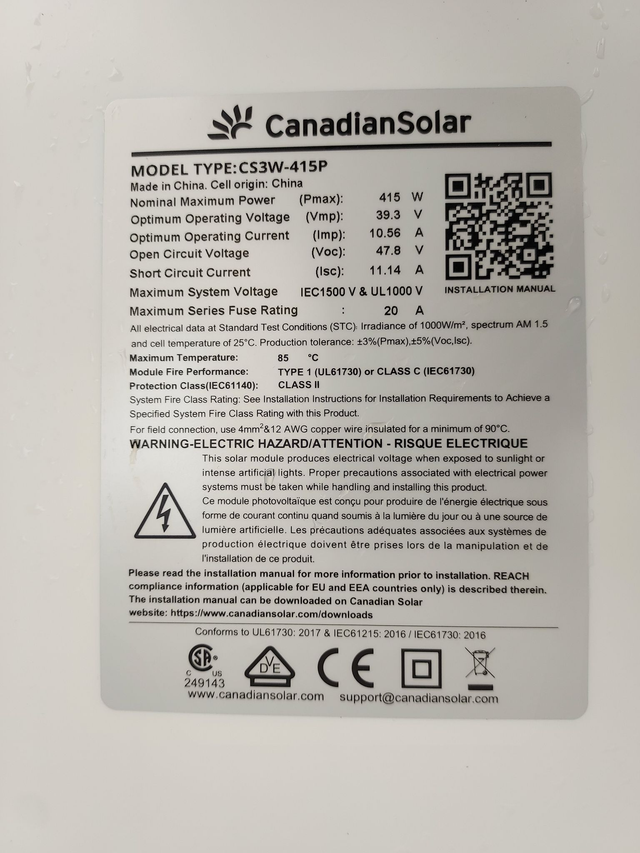 CanadianSolar
MODEL TYPE:CS3W-415P
Made in China. Cell origin: China
Nominal Maximum Power (Pmax): 415 W
Optimum Operating Voltage (Vmp): 39.3 V
Optimum Operating Current (Imp): 10.56 A
Open Circuit Voltage (Voc): 47.8 V
Short Circuit Current (Isc): 11.14 A
Maximum System Voltage IEC1500 V & UL1000 V
Maximum Series Fuse Rating : 20 A
INSTALLATION MANUAL
All electrical data at Standard Test Conditions (STC): Irradiance of 1000W/m², spectrum AM 1.5
and cell temperature of 25°C. Production tolerance: ±3%(Pmax),±5%(Voc,Isc).
Maximum Temperature: 85 °C
Module Fire Performance: TYPE 1 (UL61730) or CLASS C (IEC61730)
Protection Class(IEC61140): CLASS II
System Fire Class Rating: See Installation Instructions for Installation Requirements to Achieve a
Specified System Fire Class Rating with this Product.
For field connection, use 4mm²&12 AWG copper wire insulated for a minimum of 90°C.
WARNING-ELECTRIC HAZARD/ATTENTION - RISQUE ELECTRIQUE
This solar module produces electrical voltage when exposed to sunlight or
intense artificial lights. Proper precautions associated with electrical power
systems must be taken while handling and installing this product.
Ce module photovoltaïque est conçu pour produire de l'énergie électrique sous
forme de courant continu quand soumis à la lumière du jour ou à une source de
lumière artificielle. Les précautions adéquates associées aux systèmes de
production électrique doivent être prises lors de la manipulation et de
l'installation de ce produit.
Please read the installation manual for more information prior to installation. REACH
compliance information (applicable for EU and EEA countries only) is described therein.
The installation manual can be downloaded on Canadian Solar
website: https://www.canadiansolar.com/downloads
Conforms to UL61730: 2017 & IEC61215: 2016 / IEC61730: 2016
SA ® C US
249143
VDE
CE
www.canadiansolar.com support@canadiansolar.com